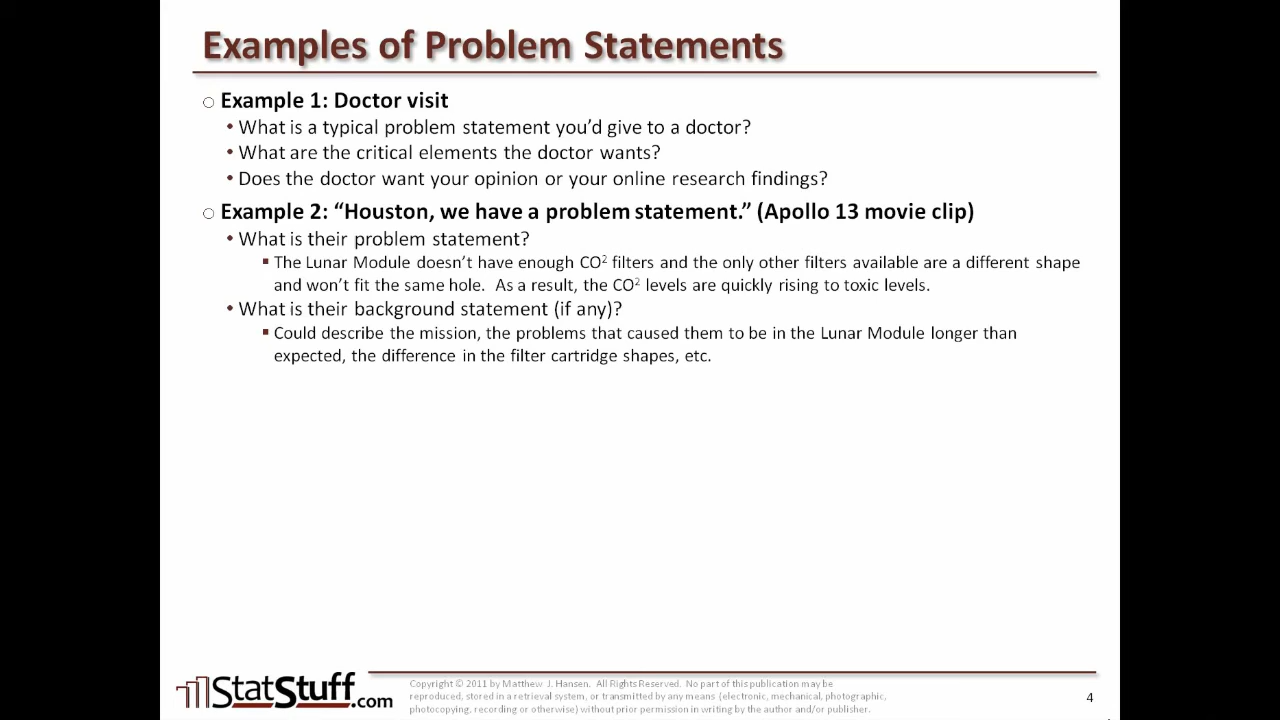 Examples of Problem Statements
○ Example 1: Doctor visit
• What is a typical problem statement you’d give to a doctor?
• What are the critical elements the doctor wants?
• Does the doctor want your opinion or your online research findings?
○ Example 2: “Houston, we have a problem statement.” (Apollo 13 movie clip)
• What is their problem statement?
▪ The Lunar Module doesn’t have enough CO² filters and the only other filters available are a different shape
and won’t fit the same hole.  As a result, the CO² levels are quickly rising to toxic levels.
• What is their background statement (if any)?
▪ Could describe the mission, the problems that caused them to be in the Lunar Module longer than
expected, the difference in the filter cartridge shapes, etc.
StatStuff.com
Copyright © 2011 by Matthew J. Hansen. All Rights Reserved. No part of this publication may be
reproduced, stored in a retrieval system, or transmitted by any means (electronic, mechanical, photographic,
photocopying, recording or otherwise) without prior permission in writing by the author and/or publisher.
4